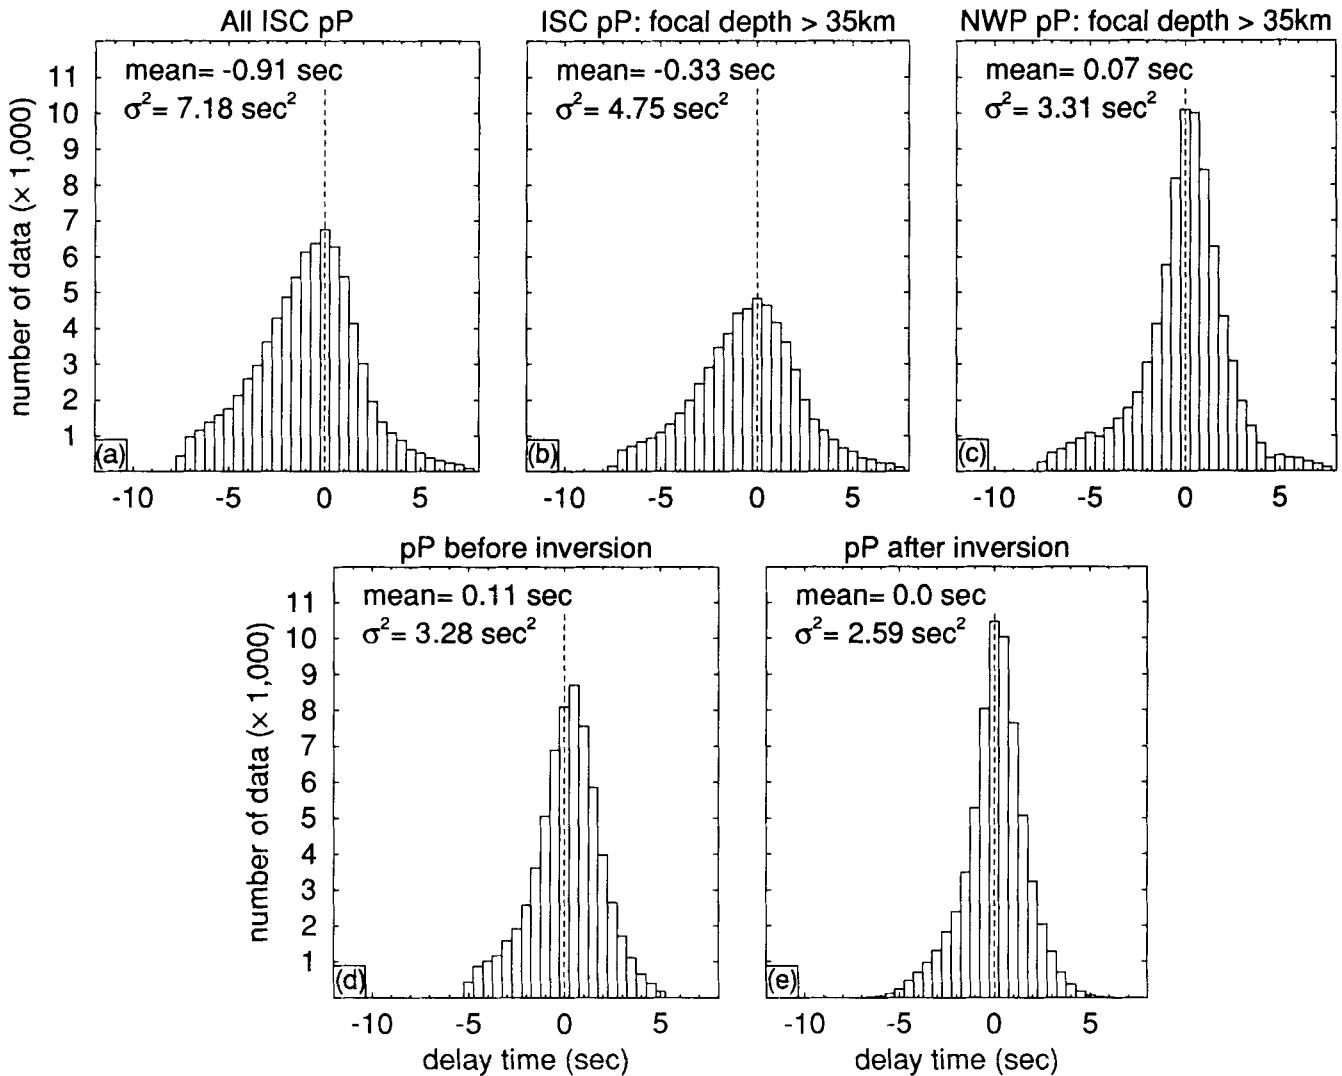 All ISC pP
mean= -0.91 sec
σ²= 7.18 sec²
number of data (× 1,000)
11
10
9
8
7
6
5
4
3
2
1
(a)
-10 -5 0 5
ISC pP: focal depth > 35km
mean= -0.33 sec
σ²= 4.75 sec²
(b)
-10 -5 0 5
NWP pP: focal depth > 35km
mean= 0.07 sec
σ²= 3.31 sec²
(c)
-10 -5 0 5
pP before inversion
mean= 0.11 sec
σ²= 3.28 sec²
number of data (× 1,000)
11
10
9
8
7
6
5
4
3
2
1
(d)
-10 -5 0 5
delay time (sec)
pP after inversion
mean= 0.0 sec
σ²= 2.59 sec²
(e)
-10 -5 0 5
delay time (sec)